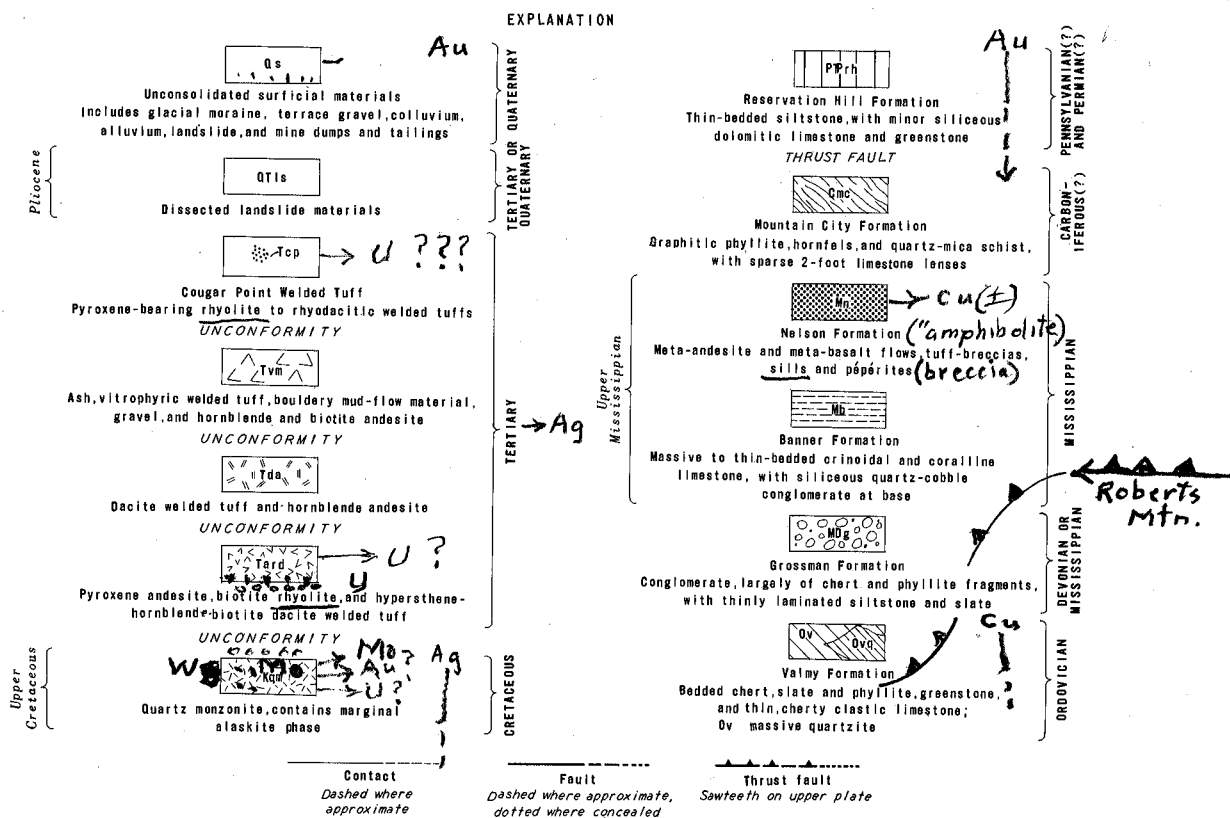 EXPLANATION
Au
Qs
Unconsolidated surficial materials
Includes glacial moraine, terrace gravel, colluvium,
alluvium, landslide, and mine dumps and tailings
QUATERNARY
Pliocene
QTls
Dissected landslide materials
TERTIARY OR
QUATERNARY
Tcp
U ???
Cougar Point Welded Tuff
Pyroxene-bearing rhyolite to rhyodacitic welded tuffs
UNCONFORMITY
Tvm
Ash, vitrophyric welded tuff, bouldery mud-flow material,
gravel, and hornblende and biotite andesite
UNCONFORMITY
TERTIARY
Ag
Tda
Dacite welded tuff and hornblende andesite
UNCONFORMITY
Tard
U ?
U
Pyroxene andesite, biotite rhyolite, and hypersthene-
hornblende-biotite dacite welded tuff
UNCONFORMITY
Upper
Cretaceous
W
Mo
Kqm
Mo
Au ?
U ?
Ag
Quartz monzonite, contains marginal
alaskite phase
CRETACEOUS
Au
PPrh
Reservation Hill Formation
Thin-bedded siltstone, with minor siliceous
dolomitic limestone and greenstone
PENNSYLVANIAN(?)
AND PERMIAN(?)
THRUST FAULT
Cmc
Mountain City Formation
Graphitic phyllite, hornfels, and quartz-mica schist,
with sparse 2-foot limestone lenses
CARBON-
IFEROUS(?)
Mn
Cu (±)
Nelson Formation ("amphibolite)
Meta-andesite and meta-basalt flows, tuff-breccias,
sills and pépérites (breccia)
Upper
Mississippian
Mb
Banner Formation
Massive to thin-bedded crinoidal and coralline
limestone, with siliceous quartz-cobble
conglomerate at base
MISSISSIPPIAN
Roberts
Mtn.
MDg
Grossman Formation
Conglomerate, largely of chert and phyllite fragments,
with thinly laminated siltstone and slate
DEVONIAN OR
MISSISSIPPIAN
Cu
Ov
Ovq
Valmy Formation
Bedded chert, slate and phyllite, greenstone,
and thin, cherty clastic limestone;
Ov massive quartzite
ORDOVICIAN
Contact
Dashed where
approximate
Fault
Dashed where approximate,
dotted where concealed
Thrust fault
Sawteeth on upper plate